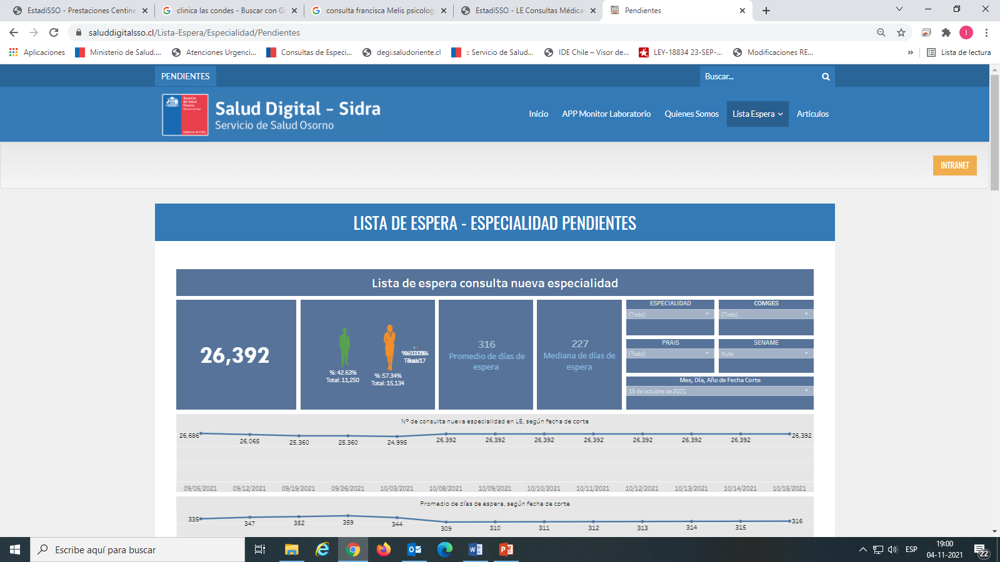 EstadiSSO - Prestaciones Centine
clinica las condes - Buscar con Go
consulta francisca Melis psicolog
EstadiSSO - LE Consultas Médica
Pendientes
saluddigitalsso.cl/Lista-Espera/Especialidad/Pendientes
I
Aplicaciones
Ministerio de Salud....
Atenciones Urgenci...
Consultas de Especi...
degi.saludoriente.cl
:: Servicio de Salud...
IDE Chile – Visor de...
LEY-18834 23-SEP-...
Modificaciones RE...
»
Lista de lectura
PENDIENTES
Buscar...
Servicio de Salud Osorno
Gobierno de Chile
Salud Digital – Sidra
Servicio de Salud Osorno
Inicio
APP Monitor Laboratorio
Quienes Somos
Lista Espera
Articulos
INTRANET
LISTA DE ESPERA - ESPECIALIDAD PENDIENTES
Lista de espera consulta nueva especialidad
26,392
%: 42.63%
Total: 11,250
%: 57.34%
Total: 15,134
316
Promedio de días de
espera
227
Mediana de días de
espera
ESPECIALIDAD
(Todo)
COMGES
(Todo)
PRAIS
(Todo)
SENAME
Nulo
Mes, Día, Año de Fecha Corte
15 de octubre de 2021
Nº de consulta nueva especialidad en LE, según fecha de corte
26,686 26,065 25,360 25,360 24,995 26,392 26,392 26,392 26,392 26,392 26,392 26,392 26,392
09/05/2021 09/12/2021 09/19/2021 09/26/2021 10/03/2021 10/08/2021 10/09/2021 10/10/2021 10/11/2021 10/12/2021 10/13/2021 10/14/2021 10/15/2021
Promedio de días de espera, según fecha de corte
335 347 352 359 344 309 310 311 312 313 314 315 316
Escribe aquí para buscar
ESP
19:00
04-11-2021
22